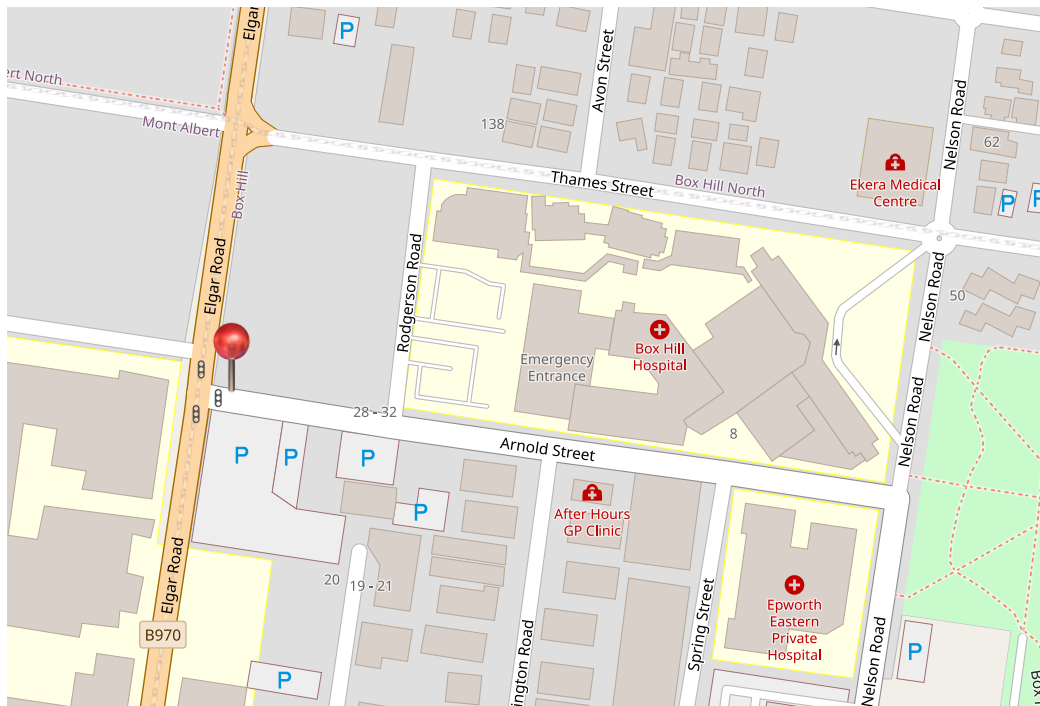 Elgar
P
Avon Street
ert North
Mont Albert
138
Nelson Road
62
Ekera Medical
Centre
P
P
Thames Street
Box Hill North
Box Hill
Elgar Road
Rodgerson Road
Nelson Road
50
Box Hill
Hospital
Emergency
Entrance
28 - 32
8
Nelson Road
Arnold Street
P
P
P
P
After Hours
GP Clinic
Elgar Road
20
19 - 21
Spring Street
Epworth
Eastern
Private
Hospital
B970
P
ington Road
Nelson Road
P
Box